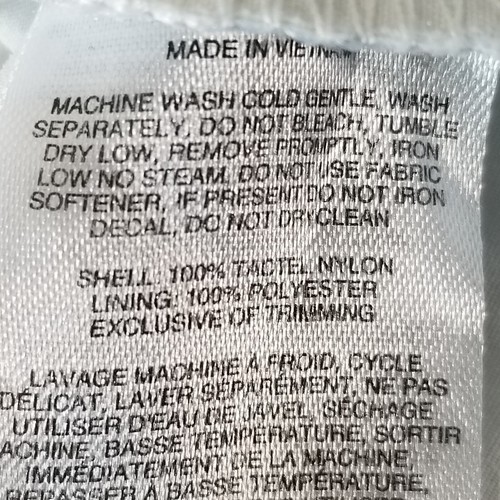 MADE IN VIETNAM
MACHINE WASH COLD GENTLE, WASH
SEPARATELY, DO NOT BLEACH, TUMBLE
DRY LOW, REMOVE PROMPTLY, IRON
LOW NO STEAM. DO NOT USE FABRIC
SOFTENER, IF PRESENT DO NOT IRON
DECAL, DO NOT DRYCLEAN
SHELL: 100% TACTEL NYLON
LINING: 100% POLYESTER
EXCLUSIVE OF TRIMMING
LAVAGE MACHINE À FROID, CYCLE
DÉLICAT, LAVER SÉPARÉMENT, NE PAS
UTILISER D'EAU DE JAVEL, SÉCHAGE
ACHINE, BASSE TEMPÉRATURE, SORTIR
IMMÉDIATEMENT DE LA MACHINE,
REPASSER À BASSE TEMPÉRATURE,